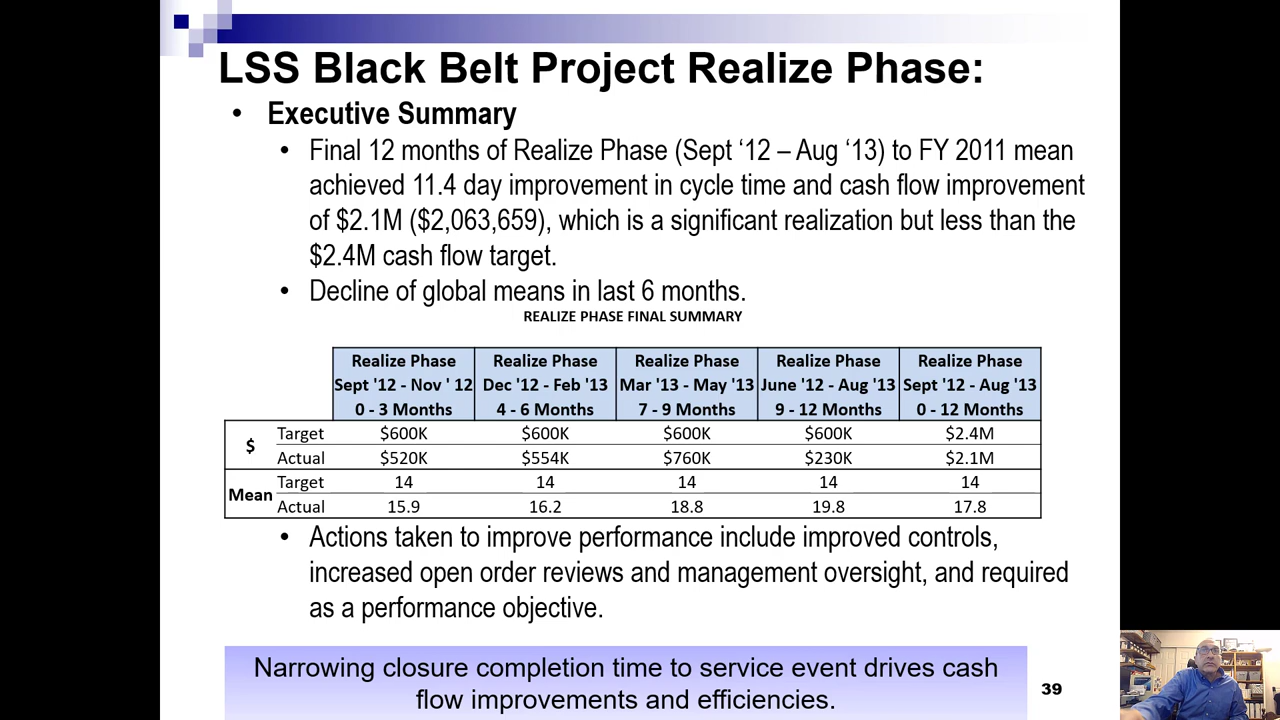 LSS Black Belt Project Realize Phase:
• Executive Summary
• Final 12 months of Realize Phase (Sept ‘12 – Aug ‘13) to FY 2011 mean
achieved 11.4 day improvement in cycle time and cash flow improvement
of $2.1M ($2,063,659), which is a significant realization but less than the
$2.4M cash flow target.
• Decline of global means in last 6 months.
REALIZE PHASE FINAL SUMMARY
Realize Phase Realize Phase Realize Phase Realize Phase Realize Phase
Sept '12 - Nov ' 12 Dec '12 - Feb '13 Mar '13 - May '13 June '12 - Aug '13 Sept '12 - Aug '13
0 - 3 Months 4 - 6 Months 7 - 9 Months 9 - 12 Months 0 - 12 Months
$ Target $600K $600K $600K $600K $2.4M
Actual $520K $554K $760K $230K $2.1M
Mean Target 14 14 14 14 14
Actual 15.9 16.2 18.8 19.8 17.8
• Actions taken to improve performance include improved controls,
increased open order reviews and management oversight, and required
as a performance objective.
Narrowing closure completion time to service event drives cash
flow improvements and efficiencies.
39